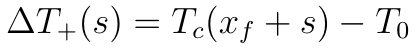 ΔT₊(s) = T_c(x_f + s) − T₀